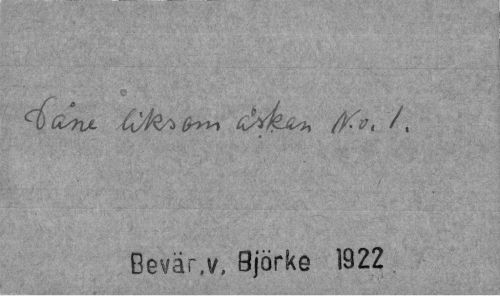 Dåne liksom åskan N.o. 1.
Bevär.v. Björke 1922